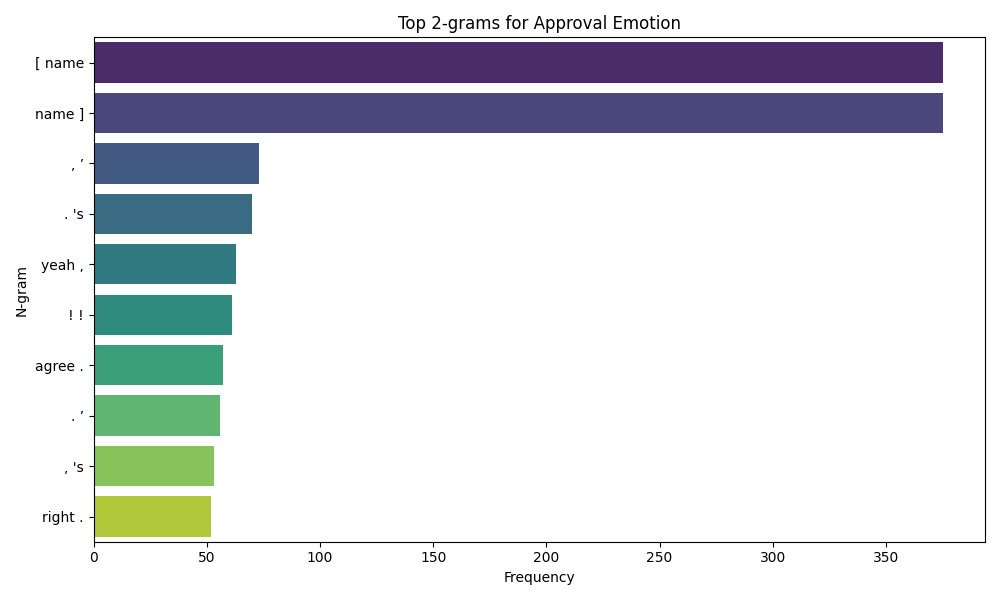 Top 2-grams for Approval Emotion
N-gram
[ name
name ]
, ’
. 's
yeah ,
! !
agree .
. ’
, 's
right .
0 50 100 150 200 250 300 350
Frequency